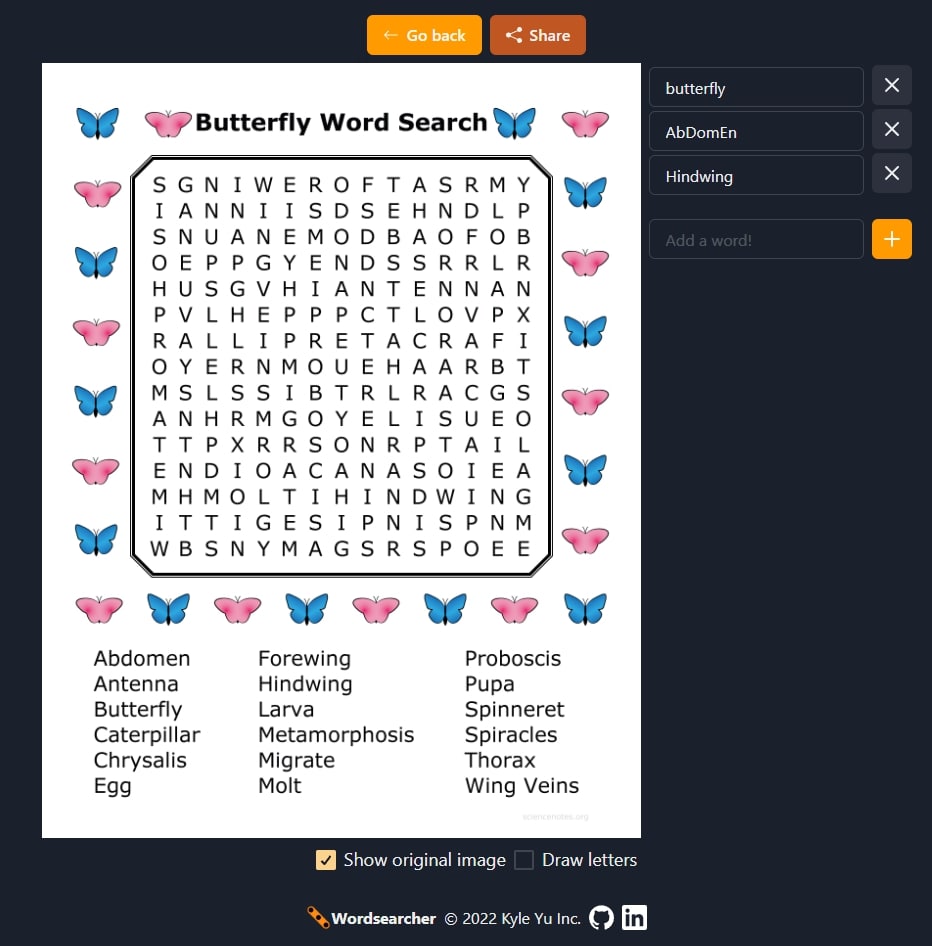 ← Go back Share
butterfly
AbDomEn
Hindwing
Add a word!
Butterfly Word Search
S G N I W E R O F T A S R M Y
I A N N I I S D S E H N D L P
S N U A N E M O D B A O F O B
O E P P G Y E N D S S R R L R
H U S G V H I A N T E N N A N
P V L H E P P P C T L O V P X
R A L L I P R E T A C R A F I
O Y E R N M O U E H A A R B T
M S L S S I B T R L R A C G S
A N H R M G O Y E L I S U E O
T T P X R R S O N R P T A I L
E N D I O A C A N A S O I E A
M H M O L T I H I N D W I N G
I T T I G E S I P N I S P N M
W B S N Y M A G S R S P O E E
Abdomen Forewing Proboscis
Antenna Hindwing Pupa
Butterfly Larva Spinneret
Caterpillar Metamorphosis Spiracles
Chrysalis Migrate Thorax
Egg Molt Wing Veins
sciencenotes.org
Show original image Draw letters
Wordsearcher © 2022 Kyle Yu Inc.